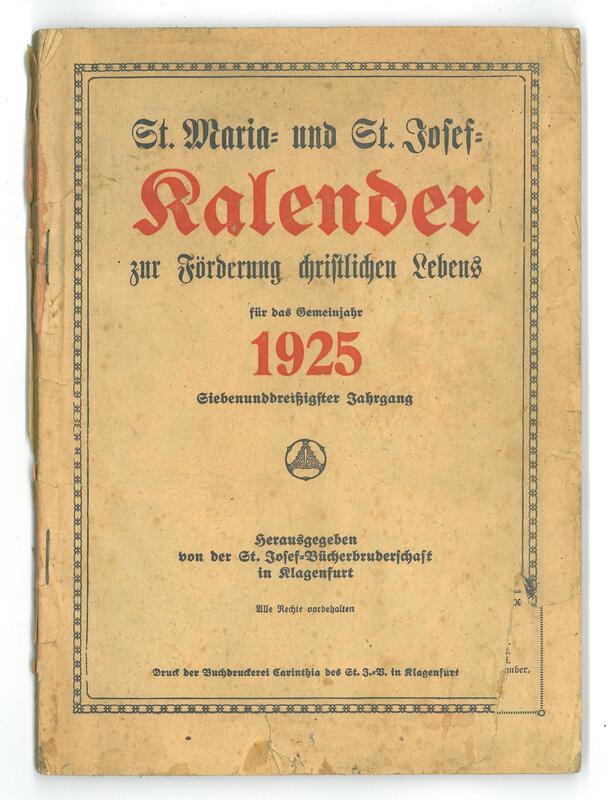 St. Maria- und St. Josef-
Kalender
zur Förderung christlichen Lebens
für das Gemeinjahr
1925
Siebenunddreißigster Jahrgang
Herausgegeben
von der St. Josef-Bücherbruderschaft
in Klagenfurt
Alle Rechte vorbehalten
Druck der Buchdruckerei Carinthia des St. J.-V. in Klagenfurt